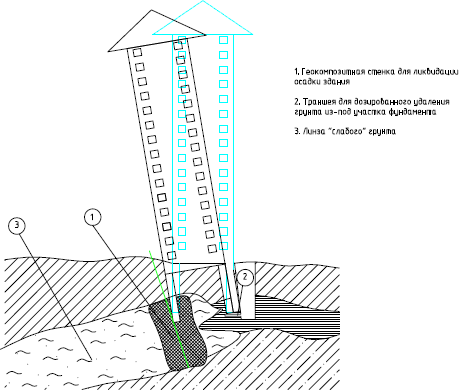 1. Геокомпозитная стенка для ликвидации
осадки здания
2. Траншея для дозированного удаления
грунта из-под участка фундамента
3. Линза "слабого" грунта
1
3
2